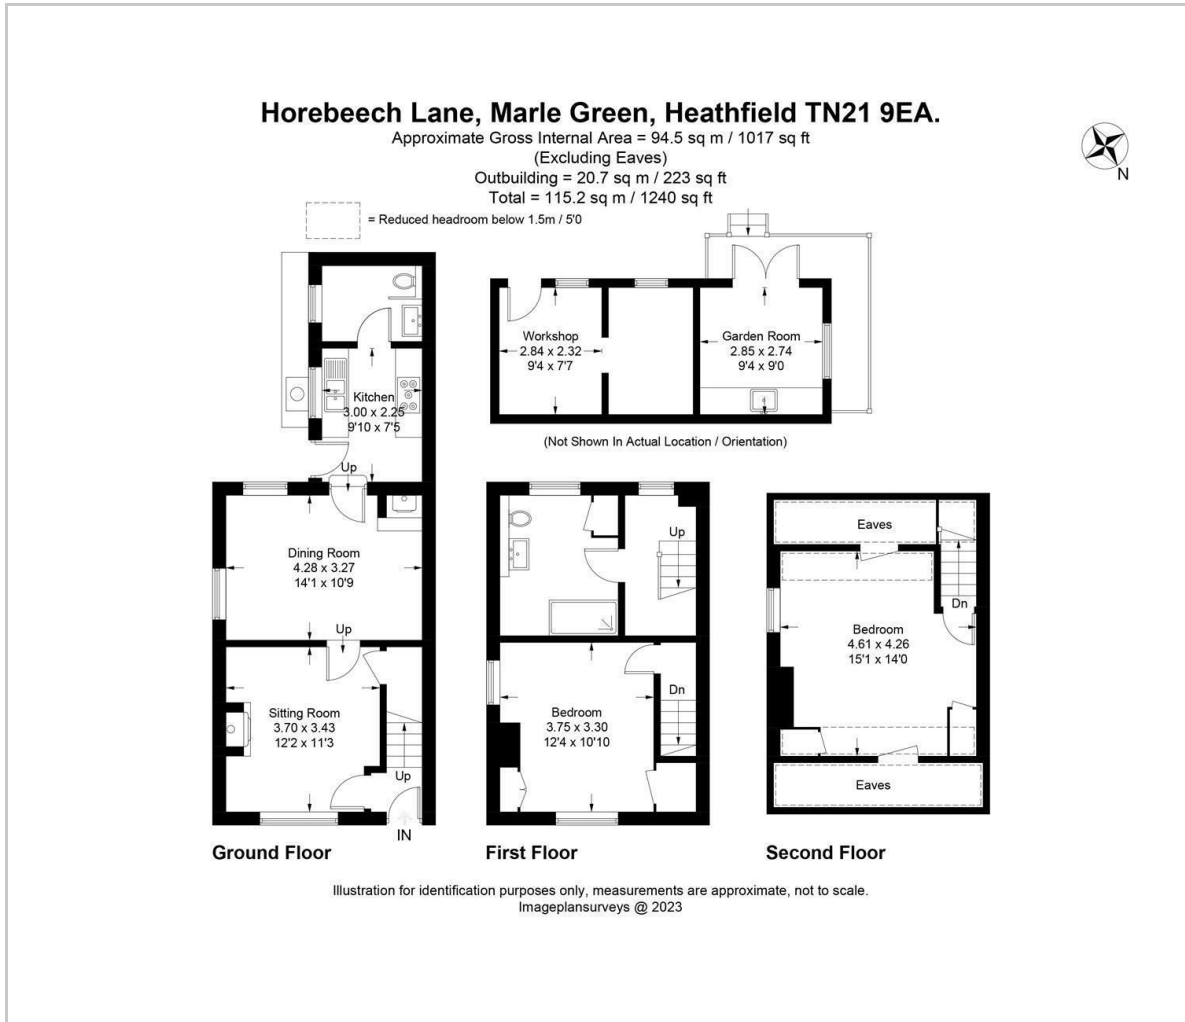 Horebeech Lane, Marle Green, Heathfield TN21 9EA.
Approximate Gross Internal Area = 94.5 sq m / 1017 sq ft
(Excluding Eaves)
Outbuilding = 20.7 sq m / 223 sq ft
Total = 115.2 sq m / 1240 sq ft
= Reduced headroom below 1.5m / 5'0
N
Kitchen
3.00 x 2.25
9'10 x 7'5
Up
Dining Room
4.28 x 3.27
14'1 x 10'9
Up
Sitting Room
3.70 x 3.43
12'2 x 11'3
Up
IN
Ground Floor
Workshop
2.84 x 2.32
9'4 x 7'7
Garden Room
2.85 x 2.74
9'4 x 9'0
(Not Shown In Actual Location / Orientation)
Up
Bedroom
3.75 x 3.30
12'4 x 10'10
Dn
First Floor
Eaves
Dn
Bedroom
4.61 x 4.26
15'1 x 14'0
Eaves
Second Floor
Illustration for identification purposes only, measurements are approximate, not to scale.
Imageplansurveys @ 2023